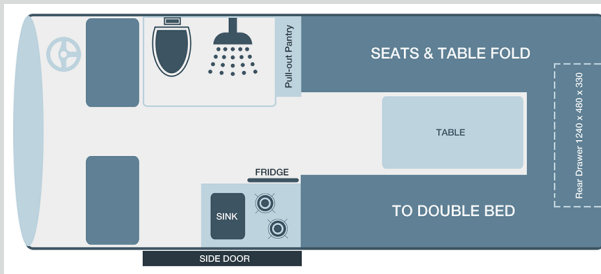 Pull-out Pantry
SEATS & TABLE FOLD
TABLE
Rear Drawer 1240 x 480 x 330
FRIDGE
SINK
TO DOUBLE BED
SIDE DOOR